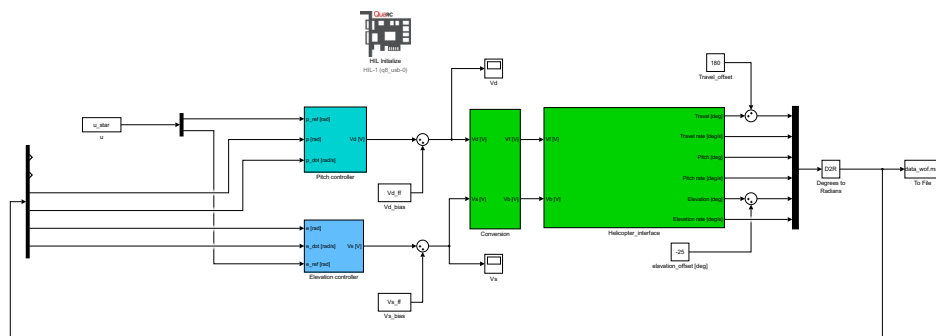 QUARC
HIL Initialize
HIL-1 (q8_usb-0)
Vd
180
Travel_offset
u_star
u
p_ref [rad]
p [rad]
p_dot [rad/s]
Vd [V]
Pitch controller
Vd_ff
Vd_bias
e [rad]
e_dot [rad/s]
e_ref [rad]
Vs [V]
Elevation controller
Vs_ff
Vs_bias
Vd [V]
Vs [V]
Vf [V]
Vb [V]
Conversion
Vs
Vf [V]
Vb [V]
Travel [deg]
Travel rate [deg/s]
Pitch [deg]
Pitch rate [deg/s]
Elevation [deg]
Elevation rate [deg/s]
Helicopter_interface
-25
elevation_offset [deg]
D2R
Degrees to
Radians
data_wof.m
To File